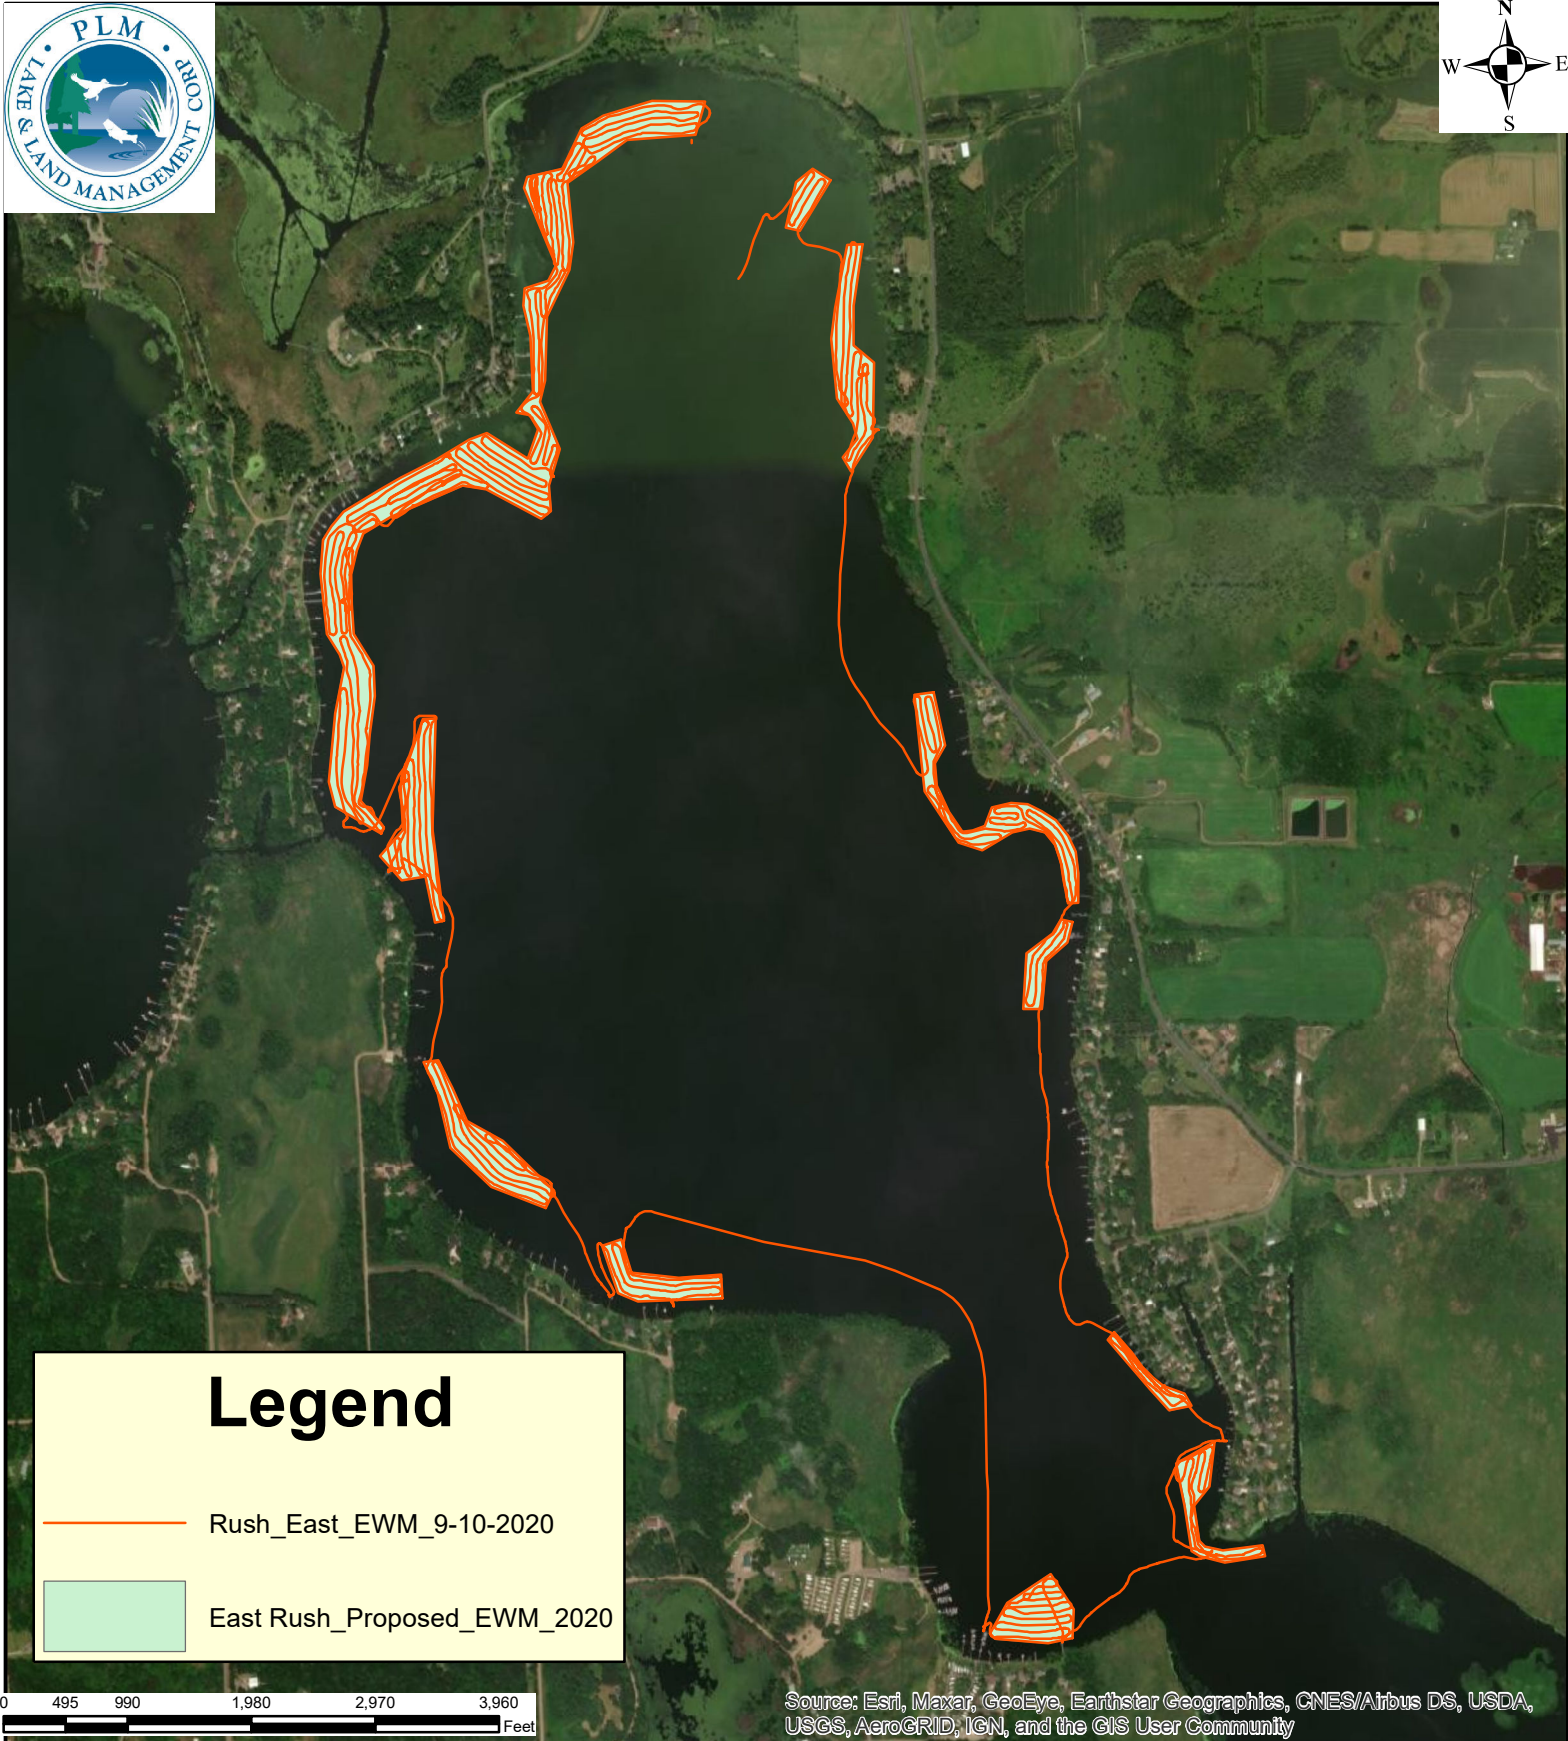 PLM
LAKE & LAND MANAGEMENT CORP
N
W
E
S
Legend
Rush_East_EWM_9-10-2020
East Rush_Proposed_EWM_2020
0 495 990 1,980 2,970 3,960
Feet
Source: Esri, Maxar, GeoEye, Earthstar Geographics, CNES/Airbus DS, USDA,
USGS, AeroGRID, IGN, and the GIS User Community